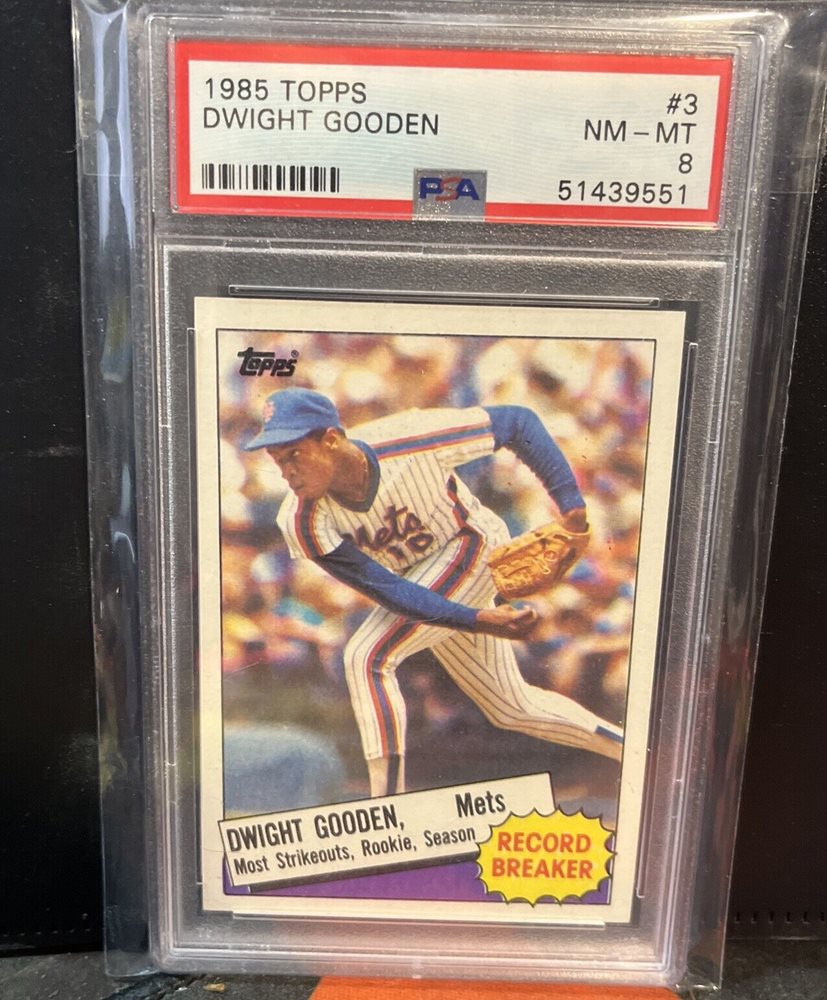 1985 TOPPS #3
DWIGHT GOODEN NM - MT
8
PSA 51439551
Topps®
Mets
10
DWIGHT GOODEN, Mets
Most Strikeouts, Rookie, Season
RECORD
BREAKER